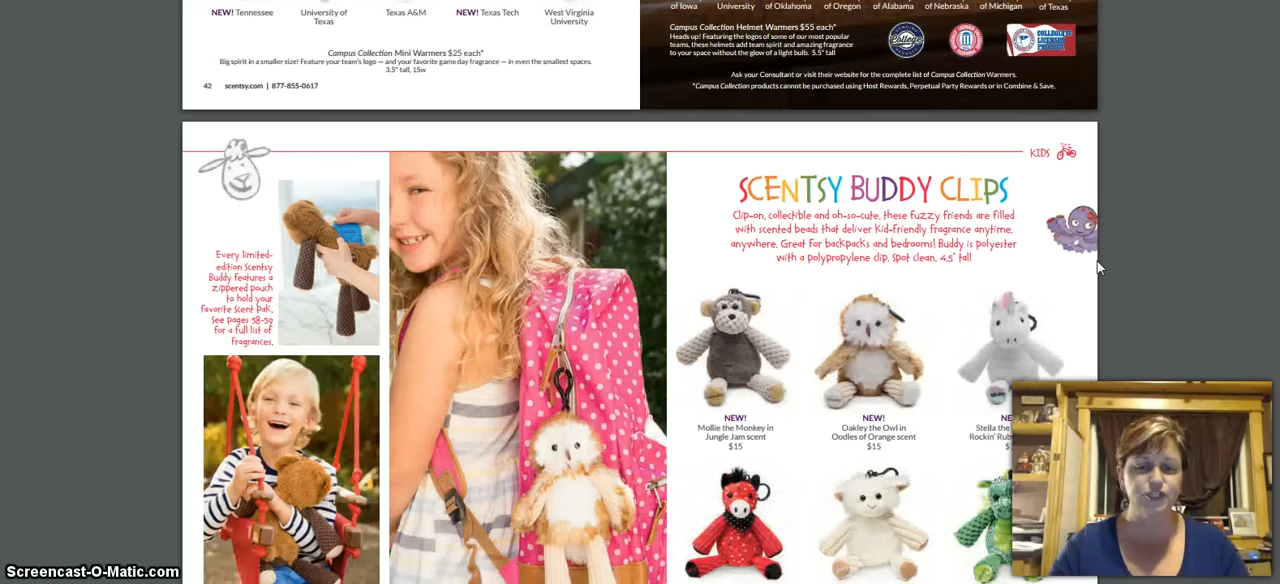 NEW! Tennessee
University of
Texas
Texas A&M
NEW! Texas Tech
West Virginia
University
Campus Collection Mini Warmers $25 each*
Big spirit in a smaller size! Feature your team's logo — and your favorite game day fragrance — in even the smallest spaces.
3.5" tall, 15w
42 scentsy.com | 877-855-0617
of Iowa
University
of Oklahoma
of Oregon
of Alabama
of Nebraska
of Michigan
of Texas
Campus Collection Helmet Warmers $55 each*
Heads up! Featuring the logos of some of our most popular
teams, these helmets add team spirit and amazing fragrance
to your space without the glow of a light bulb. 5.5" tall
Ask your Consultant or visit their website for the complete list of Campus Collection Warmers.
*Campus Collection products cannot be purchased using Host Rewards, Perpetual Party Rewards or in Combine & Save.
KIDS
Every limited-
edition Scentsy
Buddy features a
zippered pouch
to hold your
favorite Scent Pak.
See pages 58-59
for a full list of
fragrances.
SCENTSY BUDDY CLIPS
Clip-on, collectible and oh-so-cute, these fuzzy friends are filled
with scented beads that deliver kid-friendly fragrance anytime,
anywhere. Great for backpacks and bedrooms! Buddy is polyester
with a polypropylene clip. Spot clean. 4.5" tall
NEW!
Mollie the Monkey in
Jungle Jam scent
$15
NEW!
Oakley the Owl in
Oodles of Orange scent
$15
NE
Stella the
Rockin' Ru
Screencast-O-Matic.com